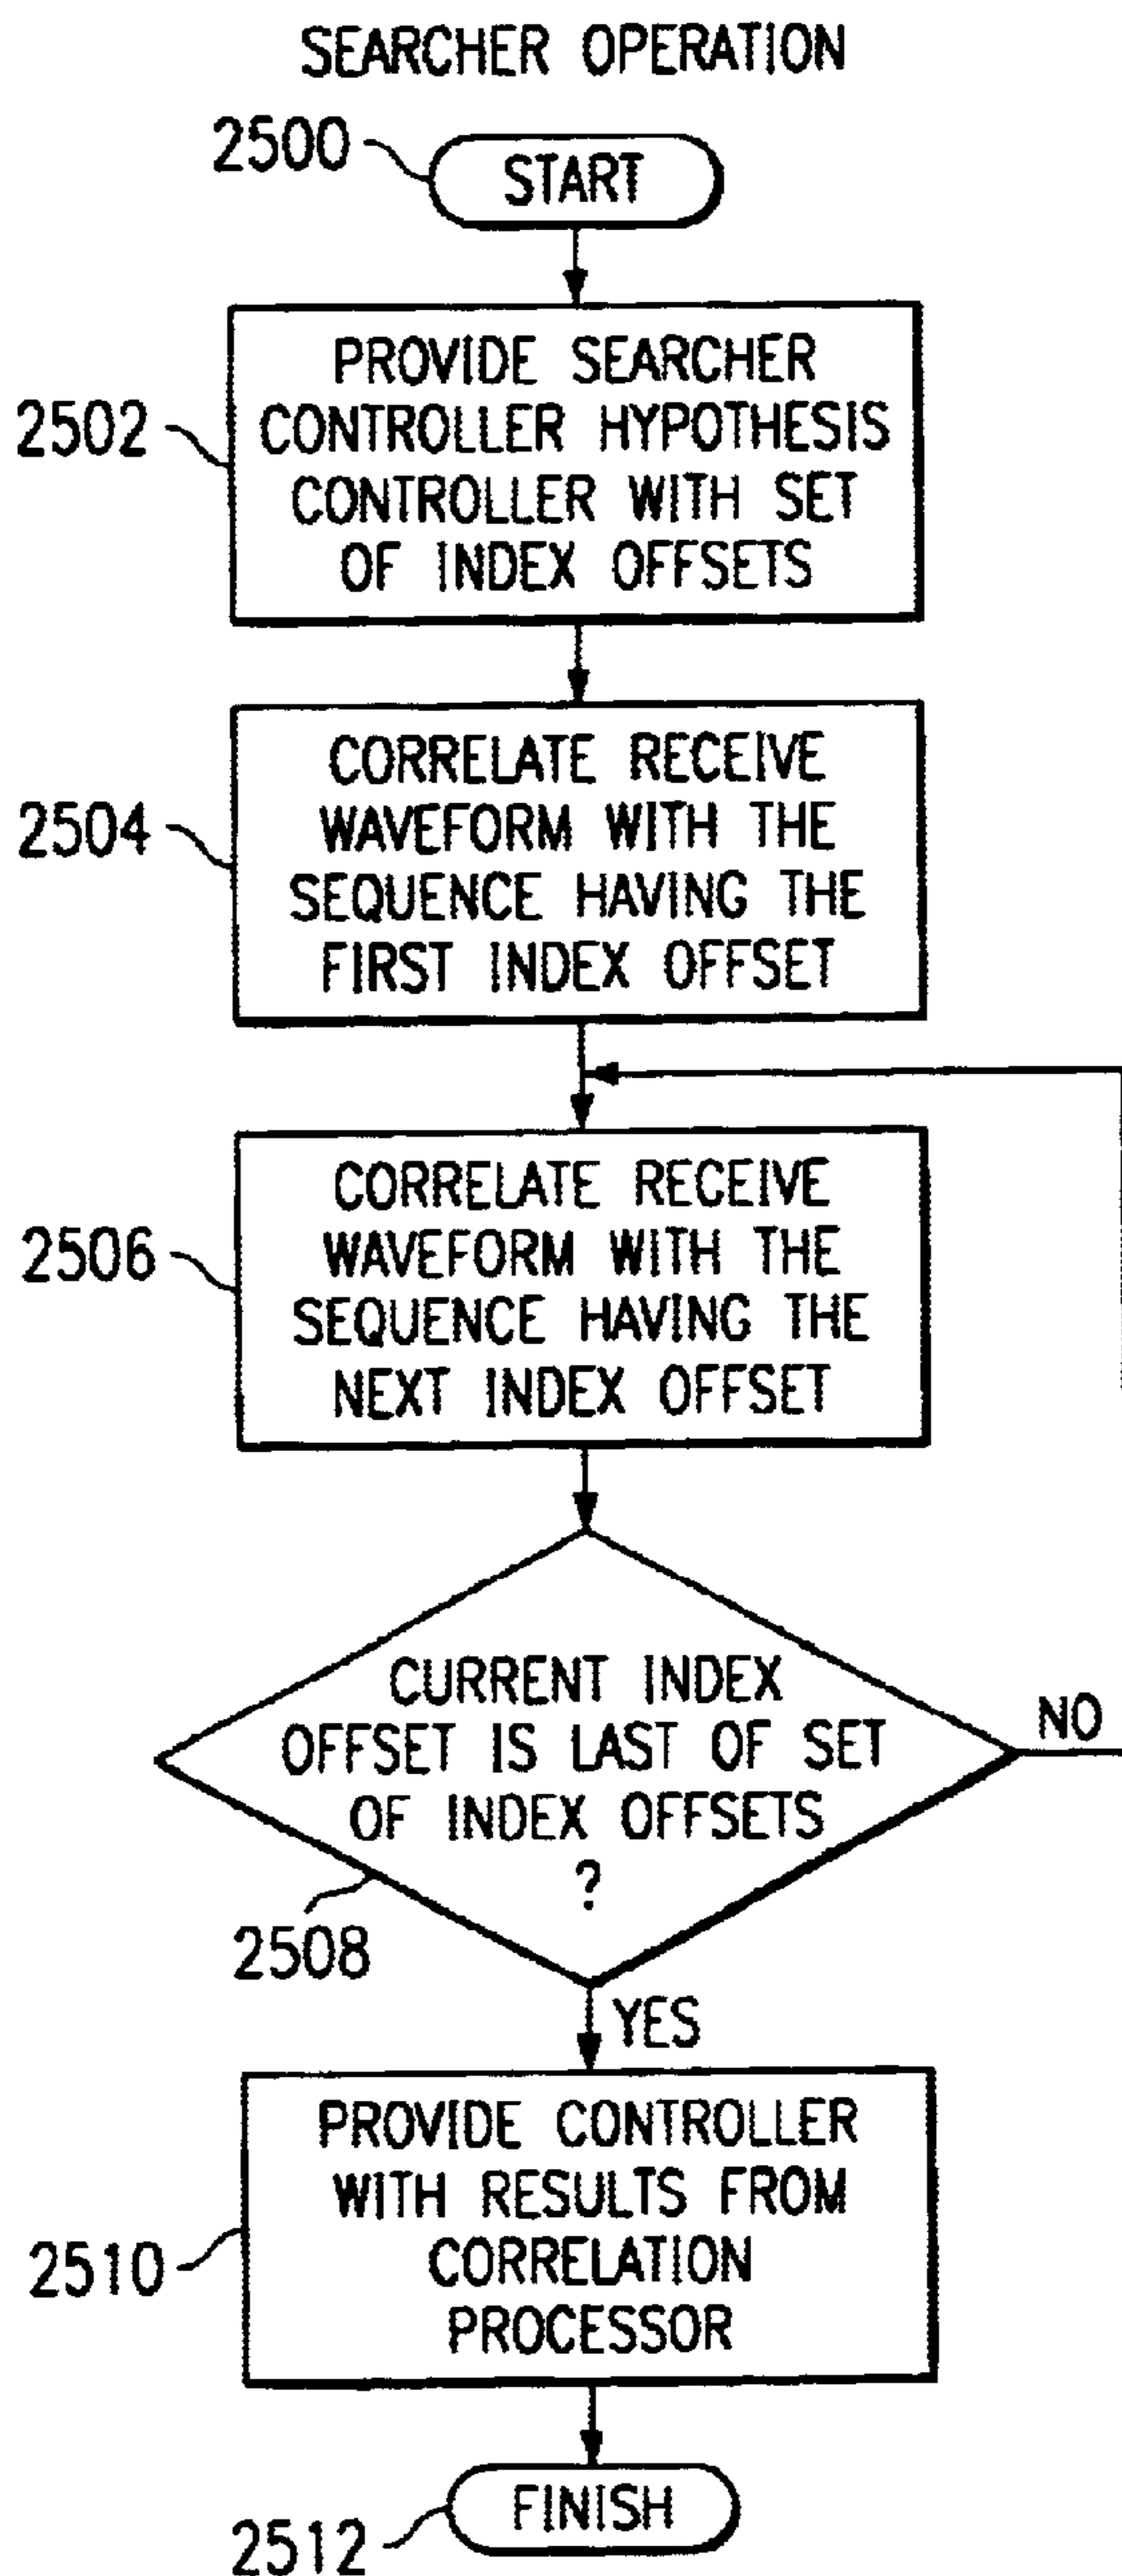 SEARCHER OPERATION
2500
START
2502
PROVIDE SEARCHER
CONTROLLER HYPOTHESIS
CONTROLLER WITH SET
OF INDEX OFFSETS
2504
CORRELATE RECEIVE
WAVEFORM WITH THE
SEQUENCE HAVING THE
FIRST INDEX OFFSET
2506
CORRELATE RECEIVE
WAVEFORM WITH THE
SEQUENCE HAVING THE
NEXT INDEX OFFSET
CURRENT INDEX
OFFSET IS LAST OF SET
OF INDEX OFFSETS
?
NO
2508
YES
2510
PROVIDE CONTROLLER
WITH RESULTS FROM
CORRELATION
PROCESSOR
FINISH
2512